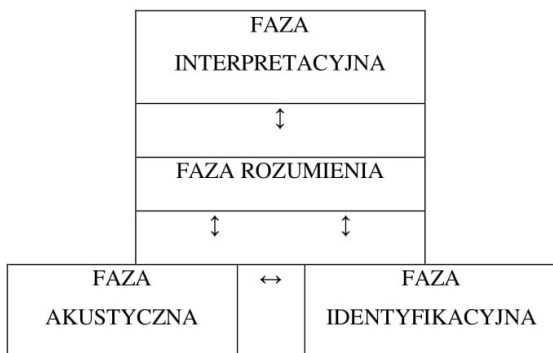 FAZA
INTERPRETACYJNA
↕
FAZA ROZUMIENIA
↕ ↕
FAZA
AKUSTYCZNA
↔
FAZA
IDENTYFIKACYJNA